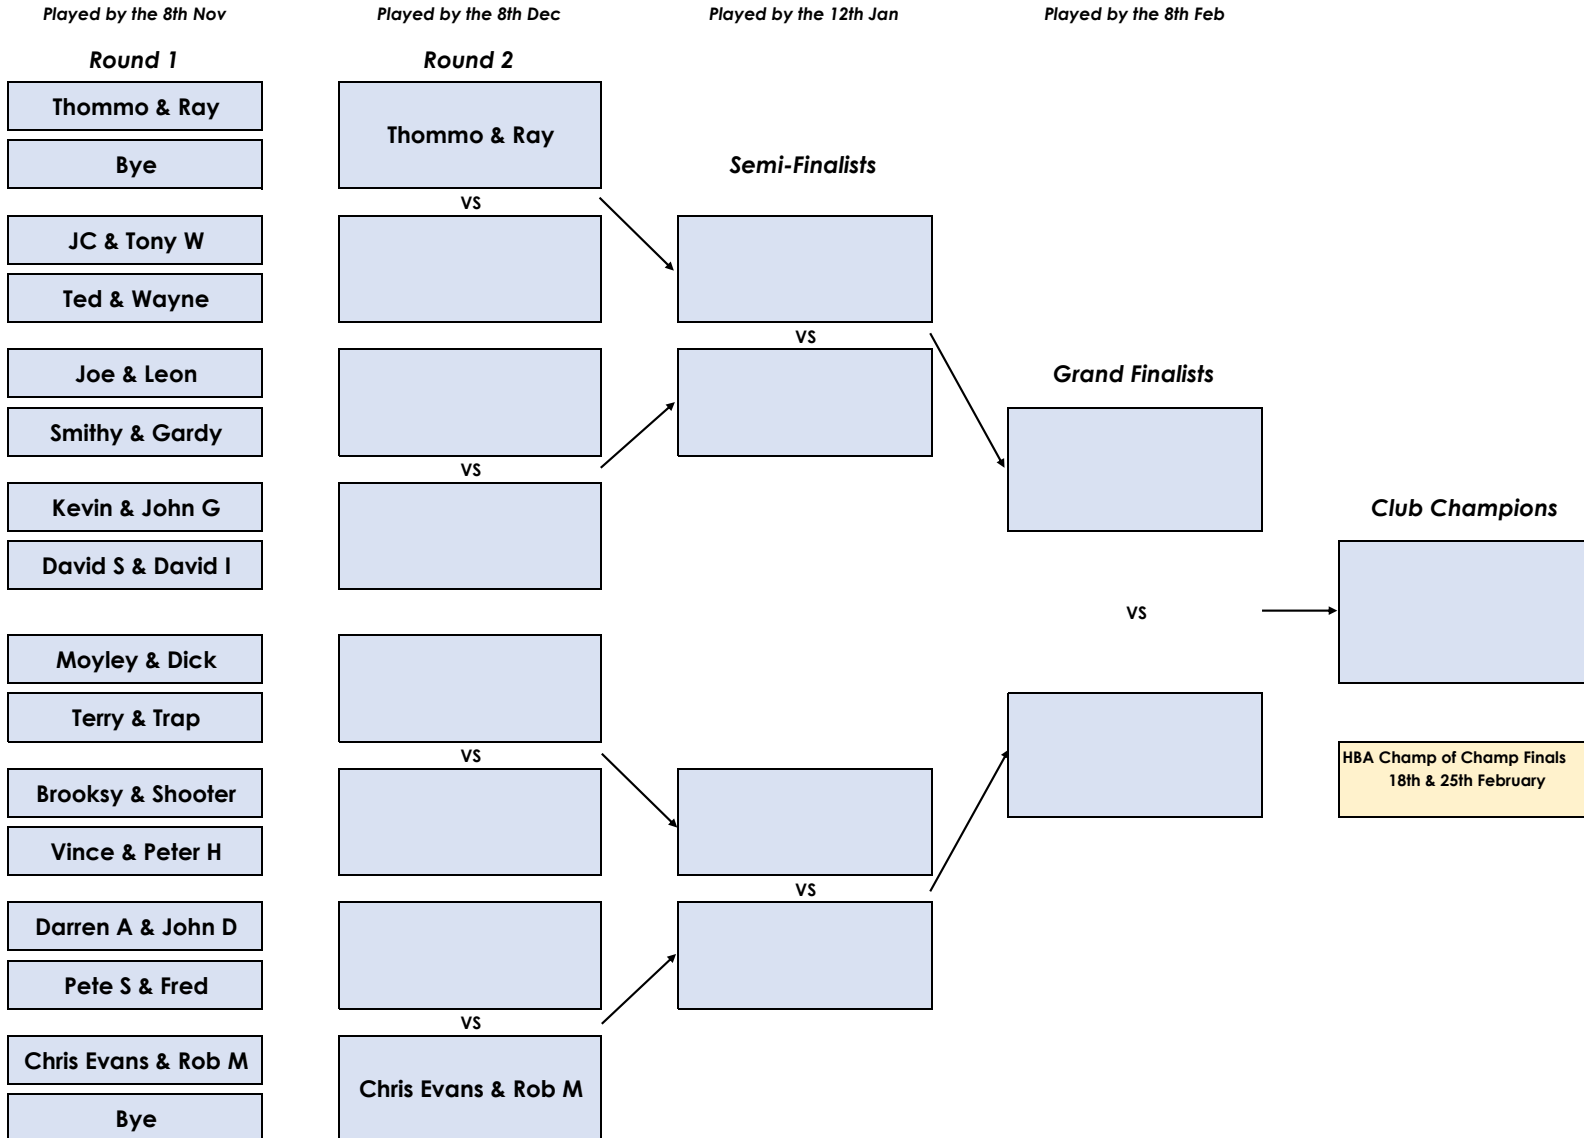 Played by the 8th Nov
Played by the 8th Dec
Played by the 12th Jan
Played by the 8th Feb
Round 1
Round 2
Thommo & Ray
Bye
Thommo & Ray
Semi-Finalists
VS
JC & Tony W
Ted & Wayne
VS
Joe & Leon
Smithy & Gardy
Grand Finalists
VS
Kevin & John G
David S & David I
Club Champions
VS
Moyley & Dick
Terry & Trap
VS
HBA Champ of Champ Finals
18th & 25th February
Brooksy & Shooter
Vince & Peter H
VS
Darren A & John D
Pete S & Fred
VS
Chris Evans & Rob M
Bye
Chris Evans & Rob M